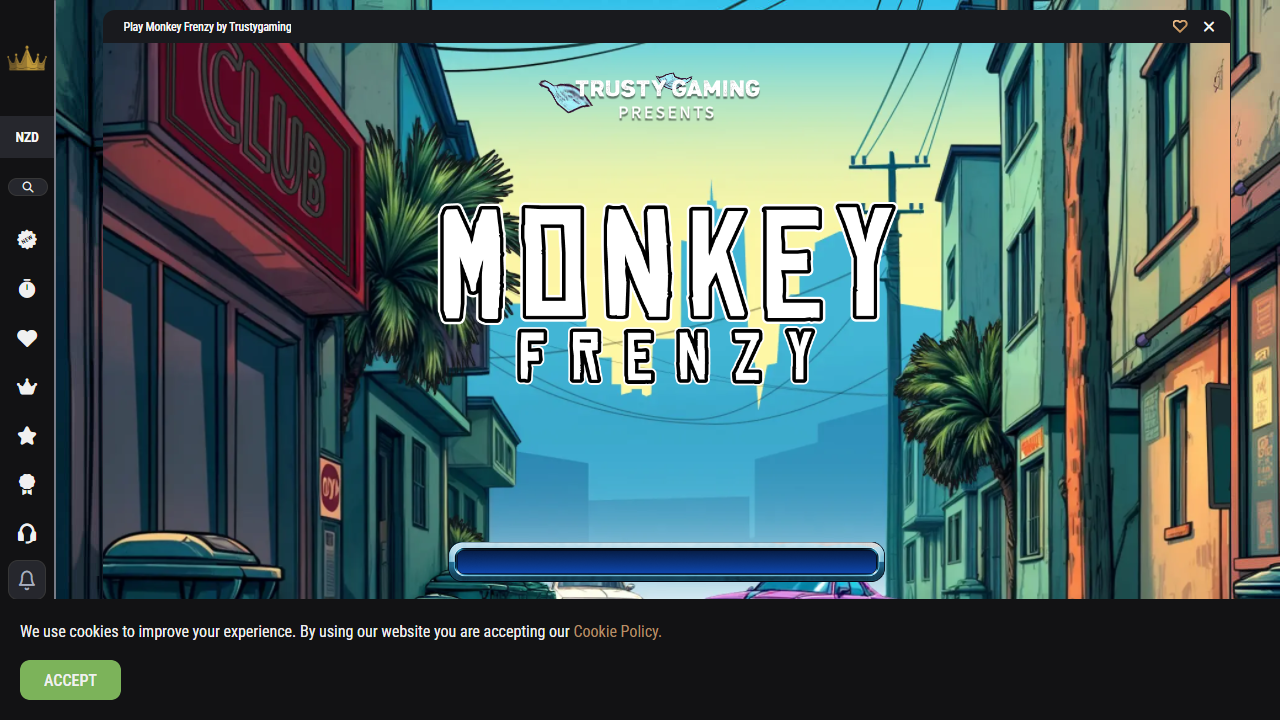 Play Monkey Frenzy by Trustygaming
NZD
NEW
CLUB
TRUSTY GAMING
PRESENTS
MONKEY
FRENZY
We use cookies to improve your experience. By using our website you are accepting our Cookie Policy.
ACCEPT